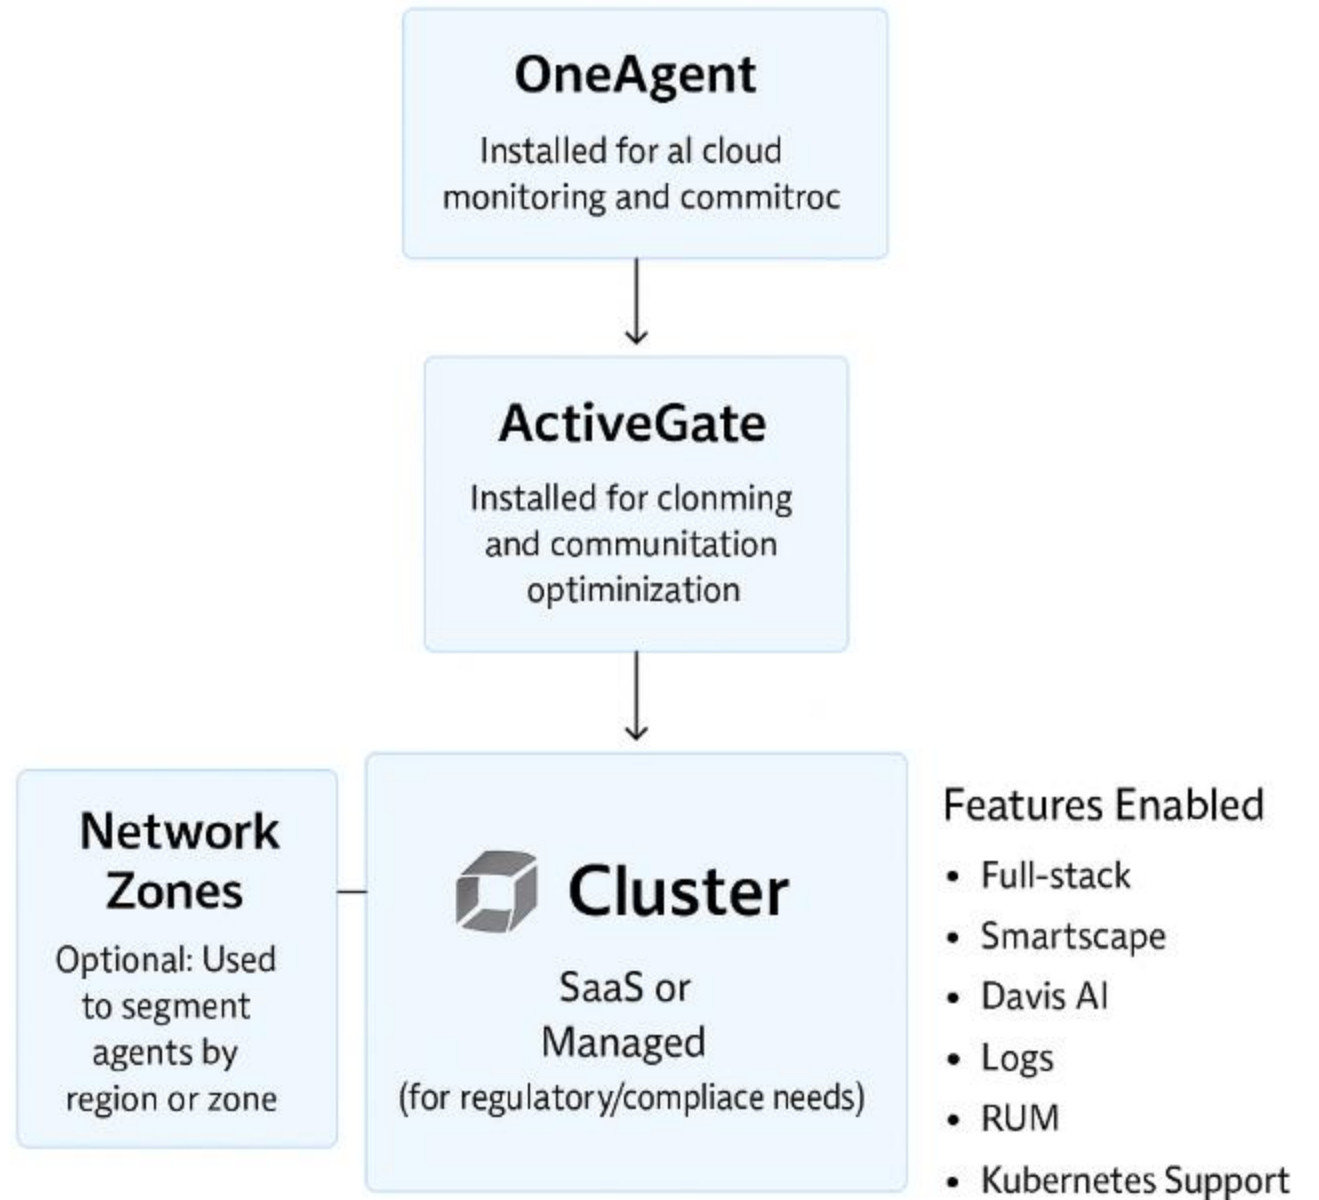 OneAgent
Installed for al cloud
monitoring and commitroc
ActiveGate
Installed for clonming
and communitation
optiminization
Network
Zones
Optional: Used
to segment
agents by
region or zone
Cluster
SaaS or
Managed
(for regulatory/compliace needs)
Features Enabled
• Full-stack
• Smartscape
• Davis AI
• Logs
• RUM
• Kubernetes Support